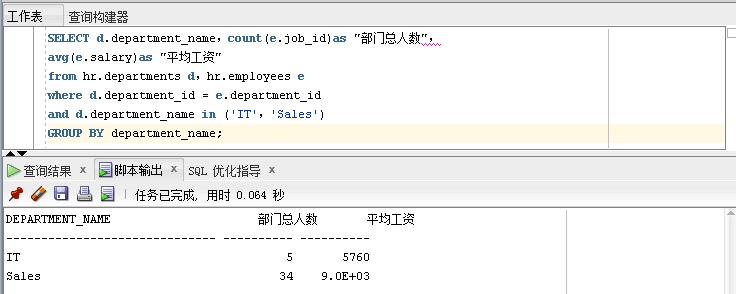 工作表 查询构建器
SELECT d.department_name，count(e.job_id)as "部门总人数"，
avg(e.salary)as "平均工资"
from hr.departments d，hr.employees e
where d.department_id = e.department_id
and d.department_name in ('IT'，'Sales')
GROUP BY department_name;
查询结果 x 脚本输出 x SQL 优化指导 x
任务已完成, 用时 0.064 秒
DEPARTMENT_NAME 部门总人数 平均工资
------------------------------ ---------- ----------
IT 5 5760
Sales 34 9.0E+03